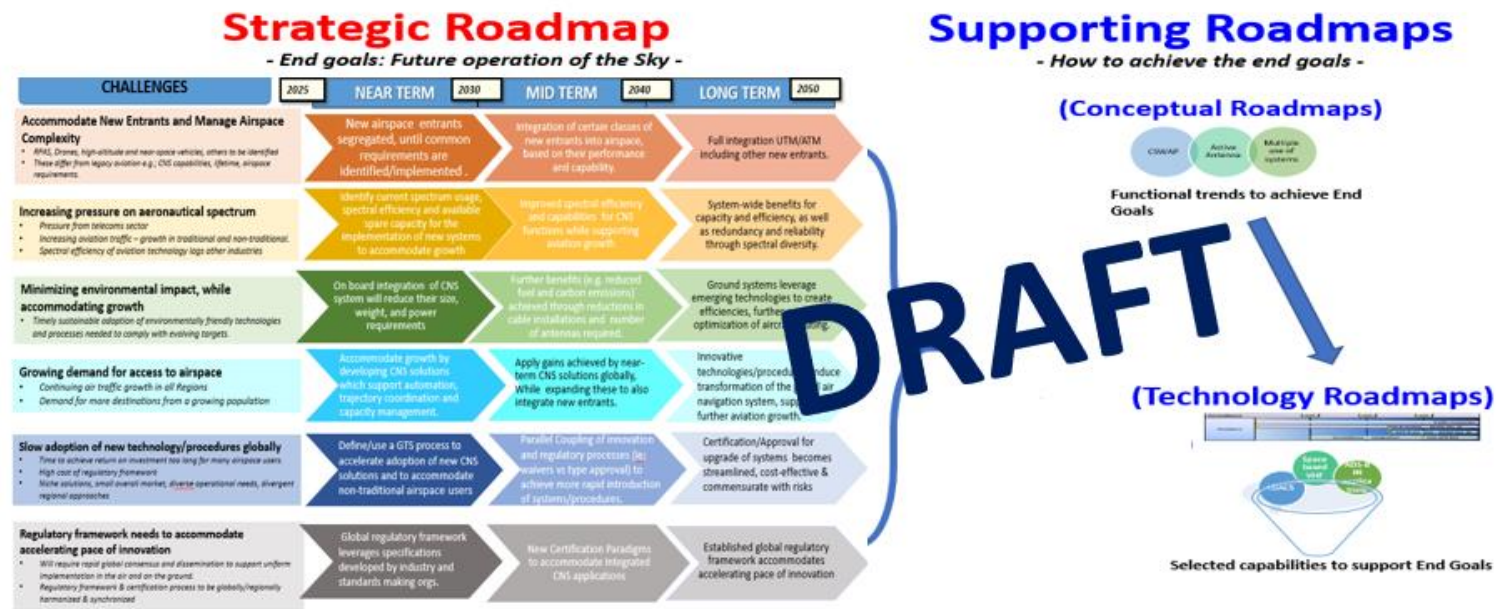 Strategic Roadmap
- End goals: Future operation of the Sky -
Supporting Roadmaps
- How to achieve the end goals -
CHALLENGES
2025
NEAR TERM
2030
MID TERM
2040
LONG TERM
2050
Accommodate New Entrants and Manage Airspace
Complexity
• RPAS, Drones, high-altitude and near-space vehicles, others to be identified
• These differ from legacy aviation e.g.; CNS capabilities, lifetime, airspace
requirements.
New airspace entrants
segregated, until common
requirements are
identified/implemented .
Integration of certain classes of
new entrants into airspace,
based on their performance
and capability.
Full integration UTM/ATM
including other new entrants.
Increasing pressure on aeronautical spectrum
• Pressure from telecoms sector
• Increasing aviation traffic – growth in traditional and non-traditional.
• Spectral efficiency of aviation technology lags other industries
Identify current spectrum usage,
spectral efficiency and available
spare capacity for the
implementation of new systems
to accommodate growth
Improved spectral efficiency
and capabilities for CNS
functions while supporting
aviation growth
System-wide benefits for
capacity and efficiency, as well
as redundancy and reliability
through spectral diversity.
Minimizing environmental impact, while
accommodating growth
• Timely sustainable adoption of environmentally friendly technologies
and processes needed to comply with evolving targets.
On board integration of CNS
system will reduce their size,
weight, and power
requirements
Further benefits (e.g. reduced
fuel and carbon emissions)
achieved through reductions in
cable installations and number
of antennas required.
Ground systems leverage
emerging technologies to create
efficiencies,
optimization of
Growing demand for access to airspace
• Continuing air traffic growth in all Regions
• Demand for more destinations from a growing population
Accommodate growth by
developing CNS solutions
which support automation,
trajectory coordination and
capacity management.
Apply gains achieved by near-
term CNS solutions globally,
While expanding these to also
integrate new entrants.
Innovative
transformation of the air
navigation system,
further aviation growth.
Slow adoption of new technology/procedures globally
• Time to achieve return on investment too long for many airspace users.
• High cost of regulatory framework
• Niche solutions, small overall market, diverse operational needs, divergent
regional approaches
Define/use a GTS process to
accelerate adoption of new CNS
solutions and to accommodate
non-traditional airspace users
Parallel Coupling of innovation
and regulatory processes (ie:
waivers vs type approval) to
achieve more rapid introduction
of systems/procedures.
Certification/Approval for
upgrade of systems becomes
streamlined, cost-effective &
commensurate with risks
Regulatory framework needs to accommodate
accelerating pace of innovation
• Will require rapid global consensus and dissemination to support uniform
implementation in the air and on the ground.
• Regulatory framework & certification process to be globally/regionally
harmonized & synchronized
Global regulatory framework
leverages specifications
developed by industry and
standards making orgs.
New Certification Paradigms
to accommodate Integrated
CNS applications
Established global regulatory
framework accommodates
accelerating pace of innovation
DRAFT
(Conceptual Roadmaps)
Active
Antenna
Multiple
use of
systems
Functional trends to achieve End
Goals
(Technology Roadmaps)
Space
based
Selected capabilities to support End Goals